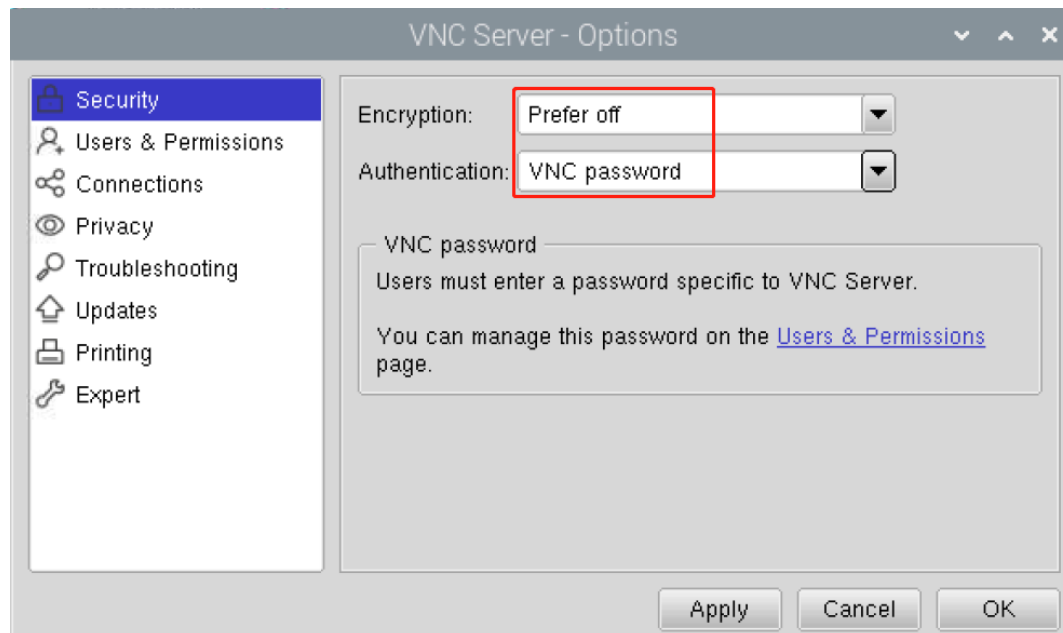 VNC Server - Options
Security
Users & Permissions
Connections
Privacy
Troubleshooting
Updates
Printing
Expert
Encryption: Prefer off
Authentication: VNC password
VNC password
Users must enter a password specific to VNC Server.
You can manage this password on the Users & Permissions
page.
Apply Cancel OK